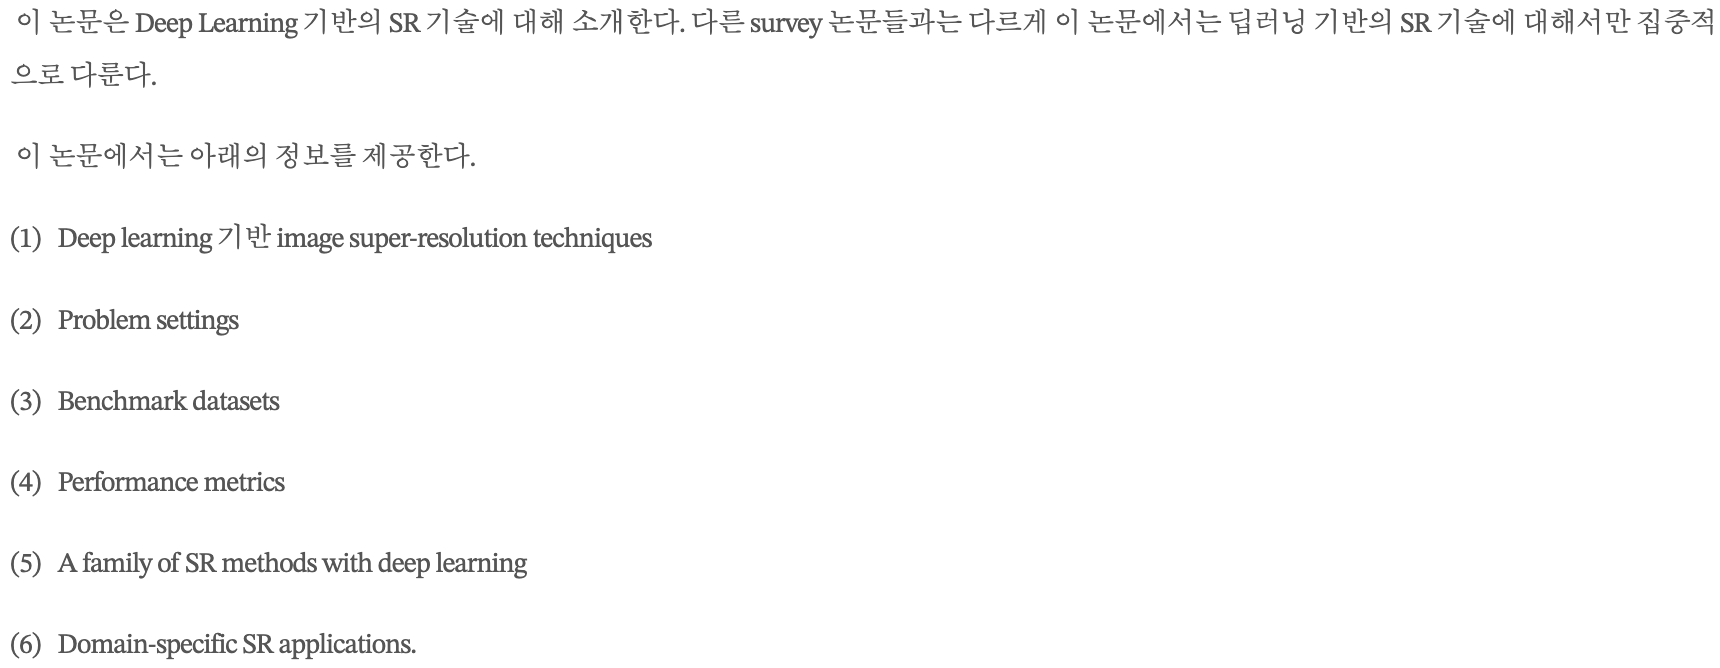 이 논문은 Deep Learning 기반의 SR 기술에 대해 소개한다. 다른 survey 논문들과는 다르게 이 논문에서는 딥러닝 기반의 SR 기술에 대해서만 집중적
으로 다룬다.
이 논문에서는 아래의 정보를 제공한다.
(1) Deep learning 기반 image super-resolution techniques
(2) Problem settings
(3) Benchmark datasets
(4) Performance metrics
(5) A family of SR methods with deep learning
(6) Domain-specific SR applications.